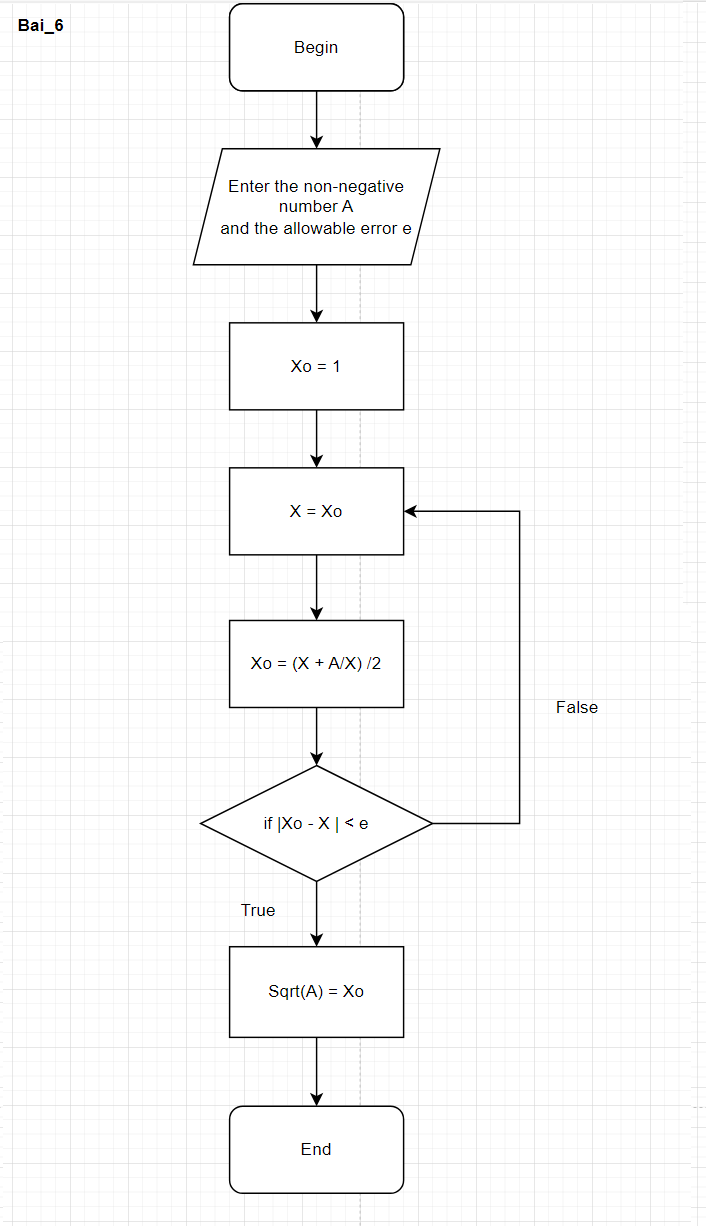 Bai_6
Begin
Enter the non-negative
number A
and the allowable error e
Xo = 1
X = Xo
Xo = (X + A/X) /2
False
if |Xo - X | < e
True
Sqrt(A) = Xo
End